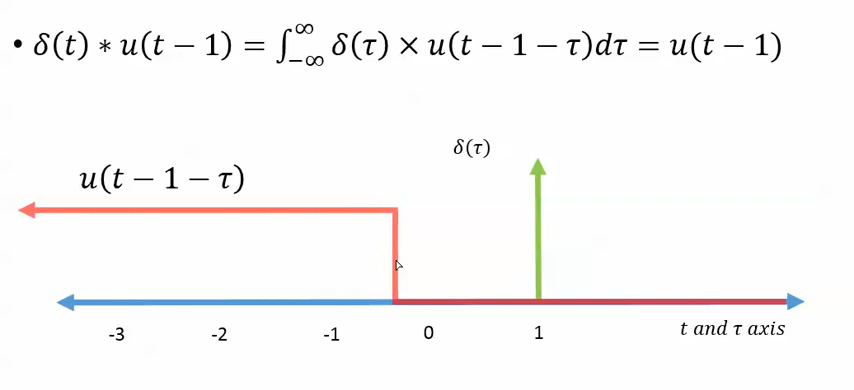 • δ(t) ∗ u(t − 1) = ∫_{−∞}^{∞} δ(τ) × u(t − 1 − τ)dτ = u(t − 1)
δ(τ)
u(t − 1 − τ)
-3 -2 -1 0 1
t and τ axis